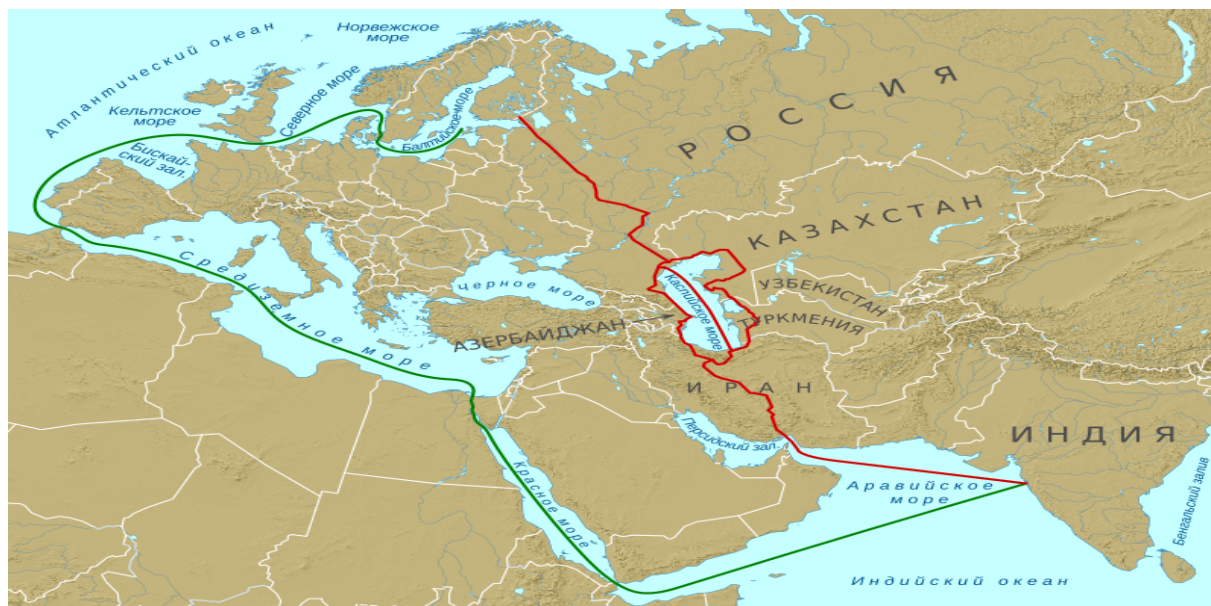 Атлантический океан
Норвежское
море
Кельтское
море
Северное море
Балтийское море
Бискай-
ский зал.
РОССИЯ
КАЗАХСТАН
Средиземное море
Черное море
Каспийское море
УЗБЕКИСТАН
ТУРКМЕНИЯ
АЗЕРБАЙДЖАН
ИРАН
Персидский зал.
ИНДИЯ
Красное море
Аравийское
море
Бенгальский залив
Индийский океан